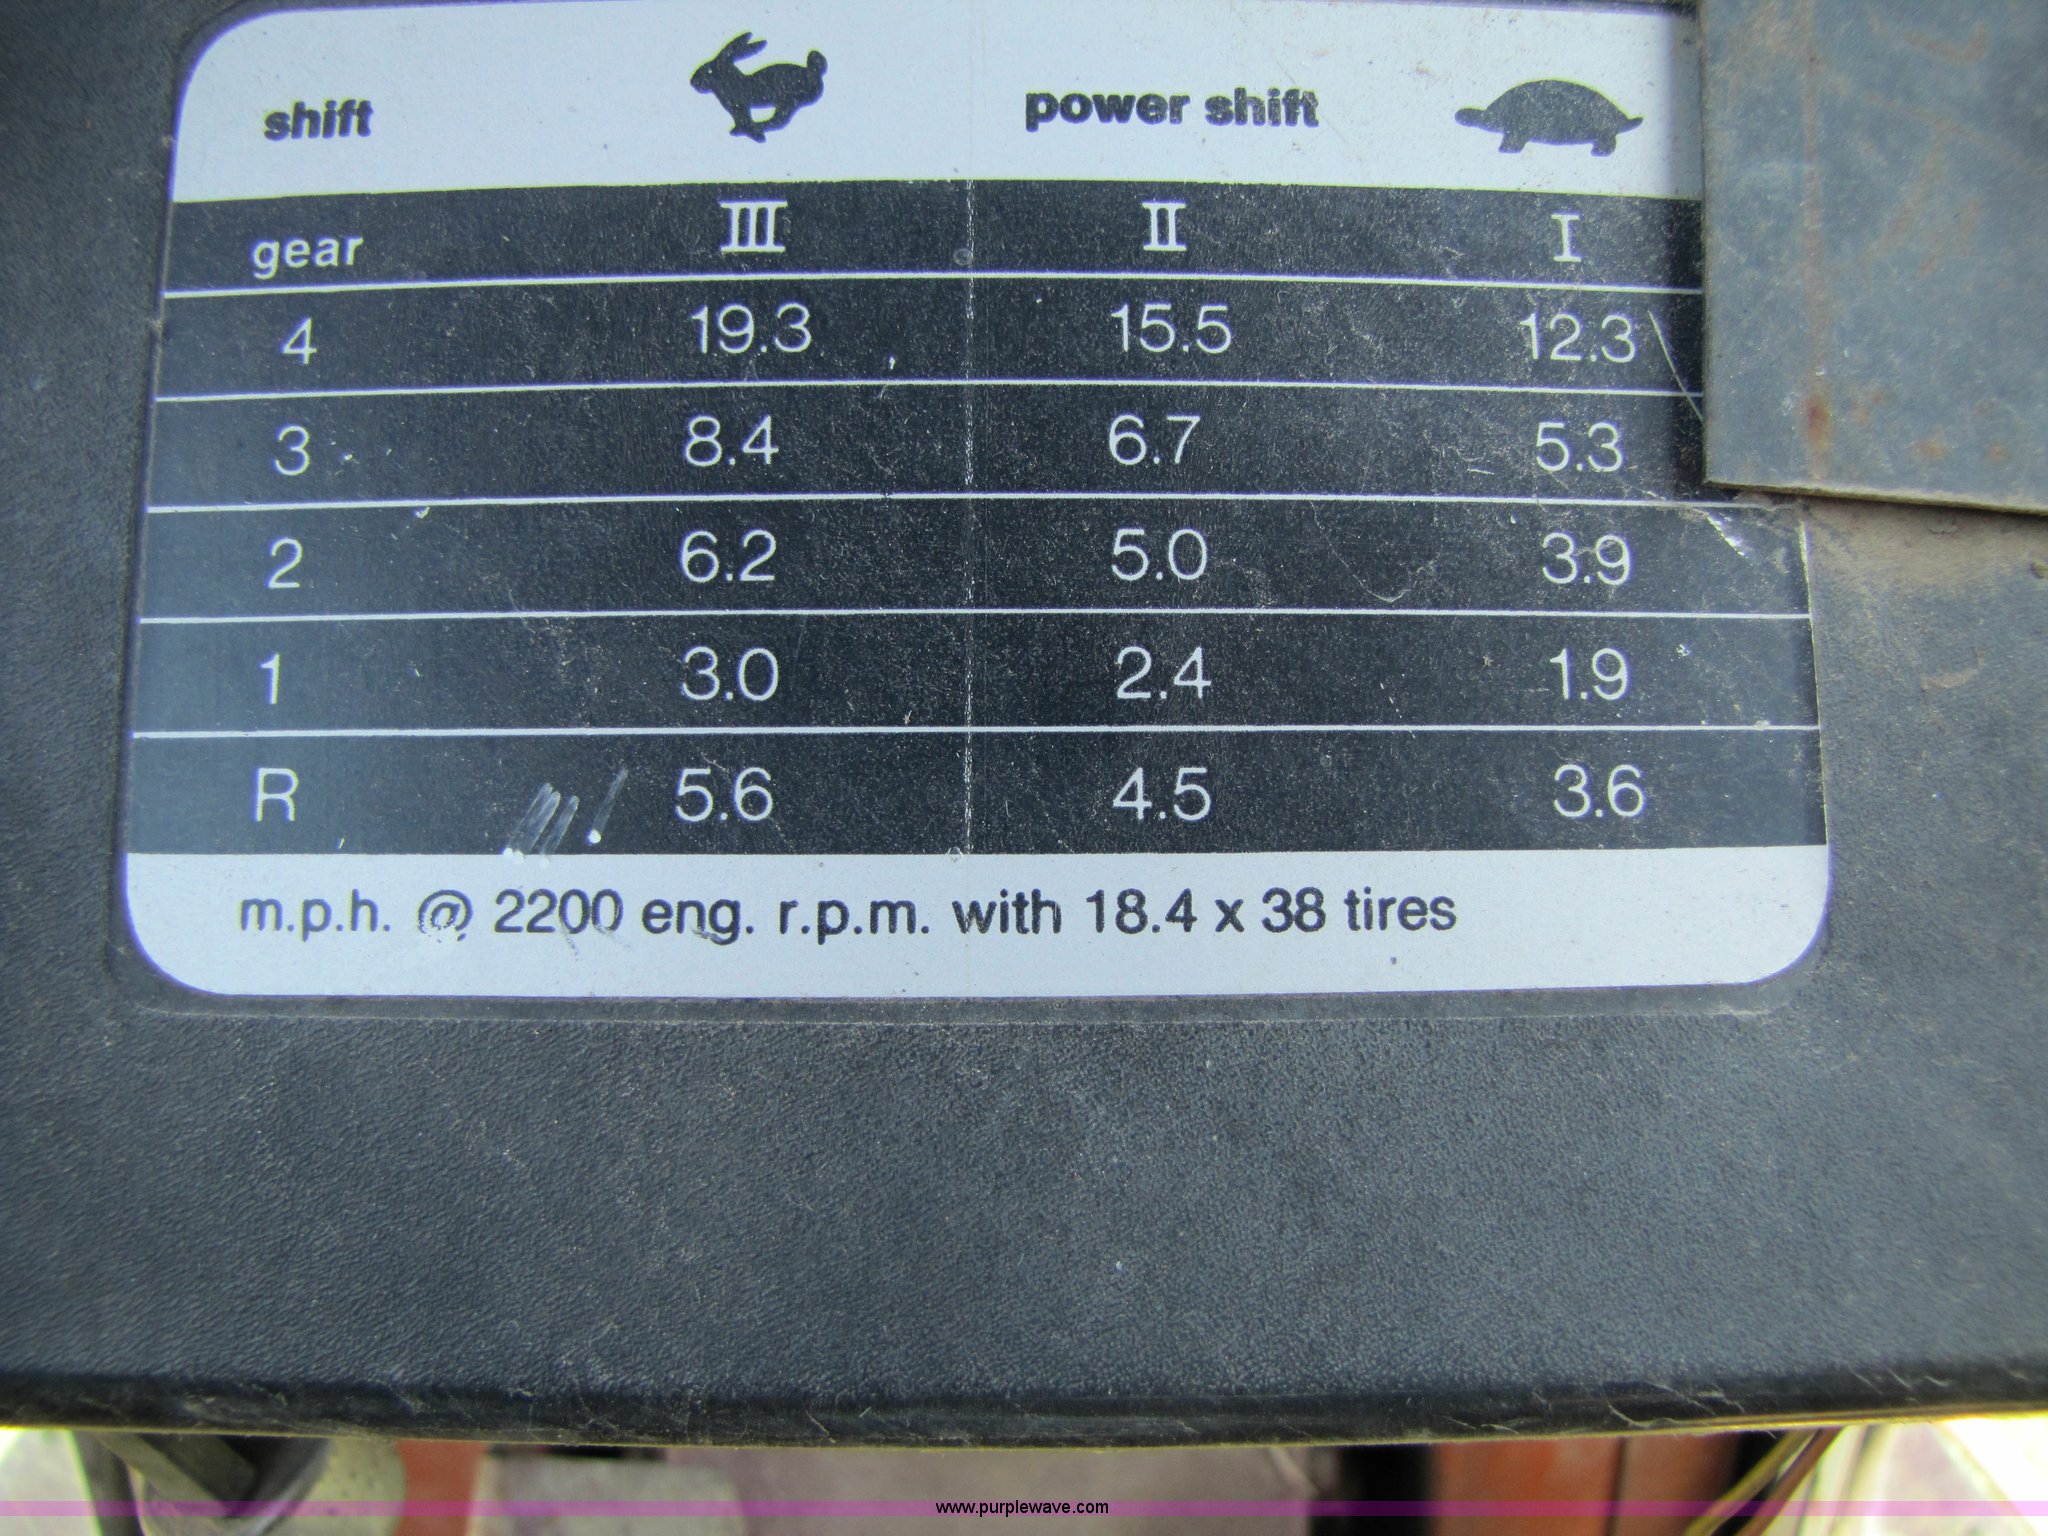 shift power shift
gear III II I
4 19.3 15.5 12.3
3 8.4 6.7 5.3
2 6.2 5.0 3.9
1 3.0 2.4 1.9
R 5.6 4.5 3.6
m.p.h. @ 2200 eng. r.p.m. with 18.4 x 38 tires
www.purplewave.com